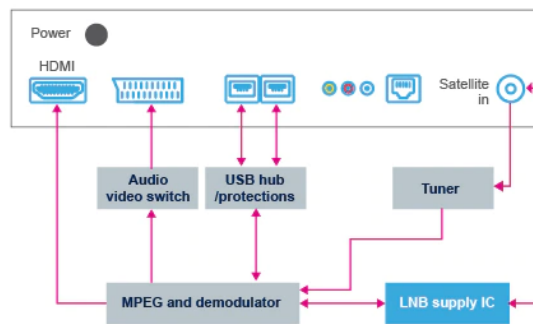 Power
HDMI
Satellite
in
Audio
video switch
USB hub
/protections
Tuner
MPEG and demodulator
LNB supply IC